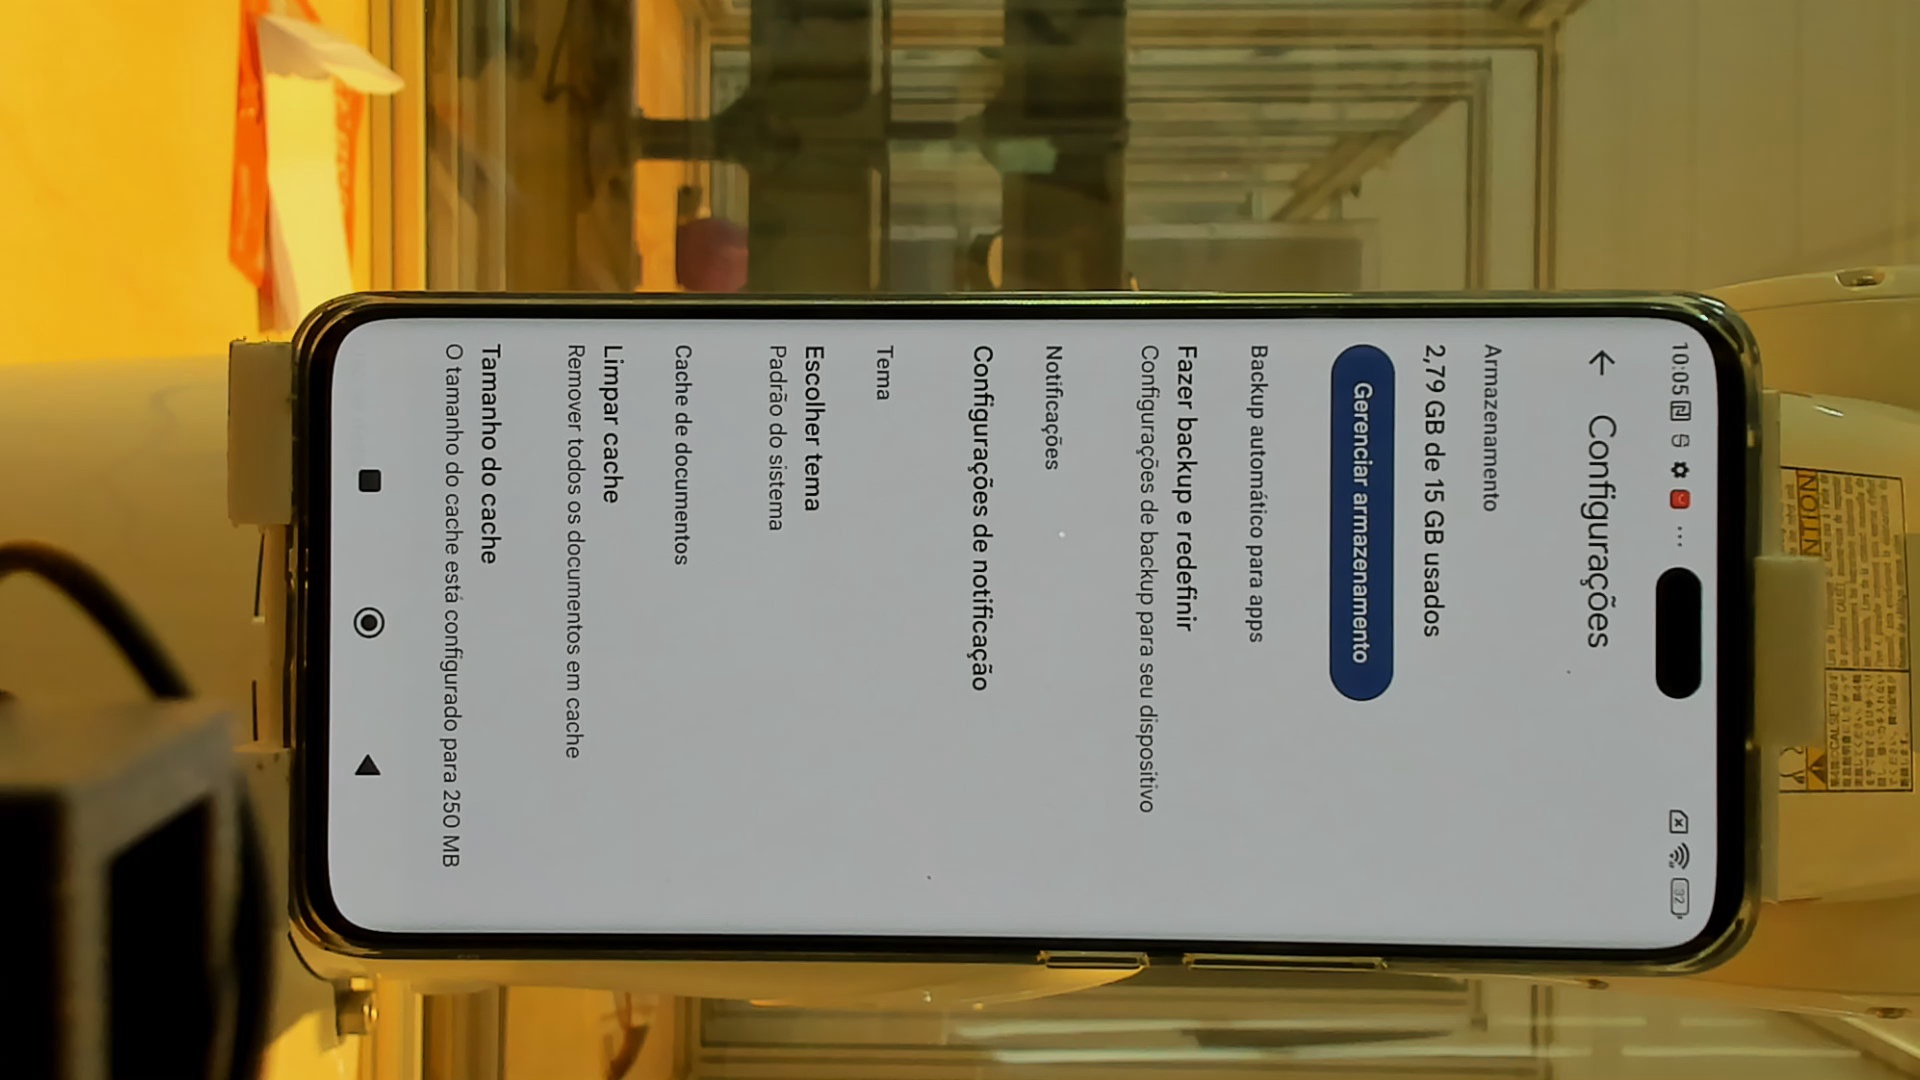 10:05
Configurações
Armazenamento
2,79 GB de 15 GB usados
Gerenciar armazenamento
Backup automático para apps
Fazer backup e redefinir
Configurações de backup para seu dispositivo
Notificações
Configurações de notificação
Tema
Escolher tema
Padrão do sistema
Cache de documentos
Limpar cache
Remover todos os documentos em cache
Tamanho do cache
O tamanho do cache está configurado para 250 MB